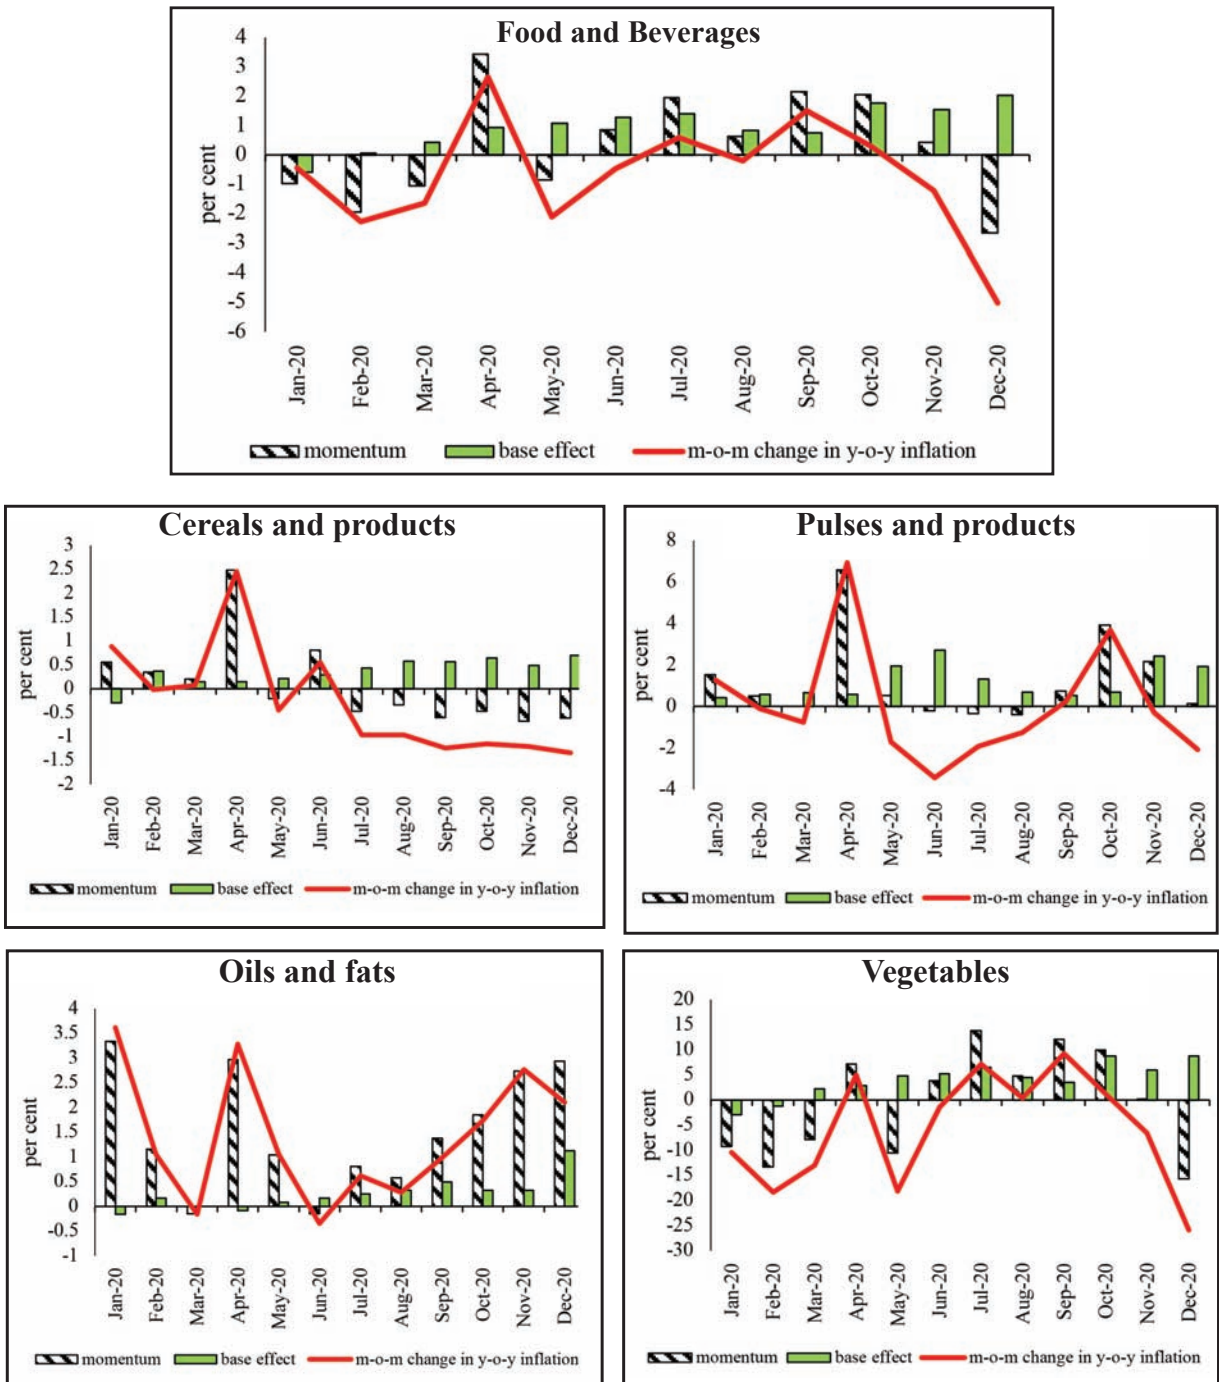 Food and Beverages
per cent
4
3
2
1
0
-1
-2
-3
-4
-5
-6
Jan-20
Feb-20
Mar-20
Apr-20
May-20
Jun-20
Jul-20
Aug-20
Sep-20
Oct-20
Nov-20
Dec-20
momentum base effect m-o-m change in y-o-y inflation
Cereals and products
per cent
3
2.5
2
1.5
1
0.5
0
-0.5
-1
-1.5
-2
Jan-20
Feb-20
Mar-20
Apr-20
May-20
Jun-20
Jul-20
Aug-20
Sep-20
Oct-20
Nov-20
Dec-20
momentum base effect m-o-m change in y-o-y inflation
Pulses and products
per cent
8
6
4
2
0
-2
-4
Jan-20
Feb-20
Mar-20
Apr-20
May-20
Jun-20
Jul-20
Aug-20
Sep-20
Oct-20
Nov-20
Dec-20
momentum base effect m-o-m change in y-o-y inflation
Oils and fats
per cent
4
3.5
3
2.5
2
1.5
1
0.5
0
-0.5
-1
Jan-20
Feb-20
Mar-20
Apr-20
May-20
Jun-20
Jul-20
Aug-20
Sep-20
Oct-20
Nov-20
Dec-20
momentum base effect m-o-m change in y-o-y inflation
Vegetables
per cent
20
15
10
5
0
-5
-10
-15
-20
-25
-30
Jan-20
Feb-20
Mar-20
Apr-20
May-20
Jun-20
Jul-20
Aug-20
Sep-20
Oct-20
Nov-20
Dec-20
momentum base effect m-o-m change in y-o-y inflation